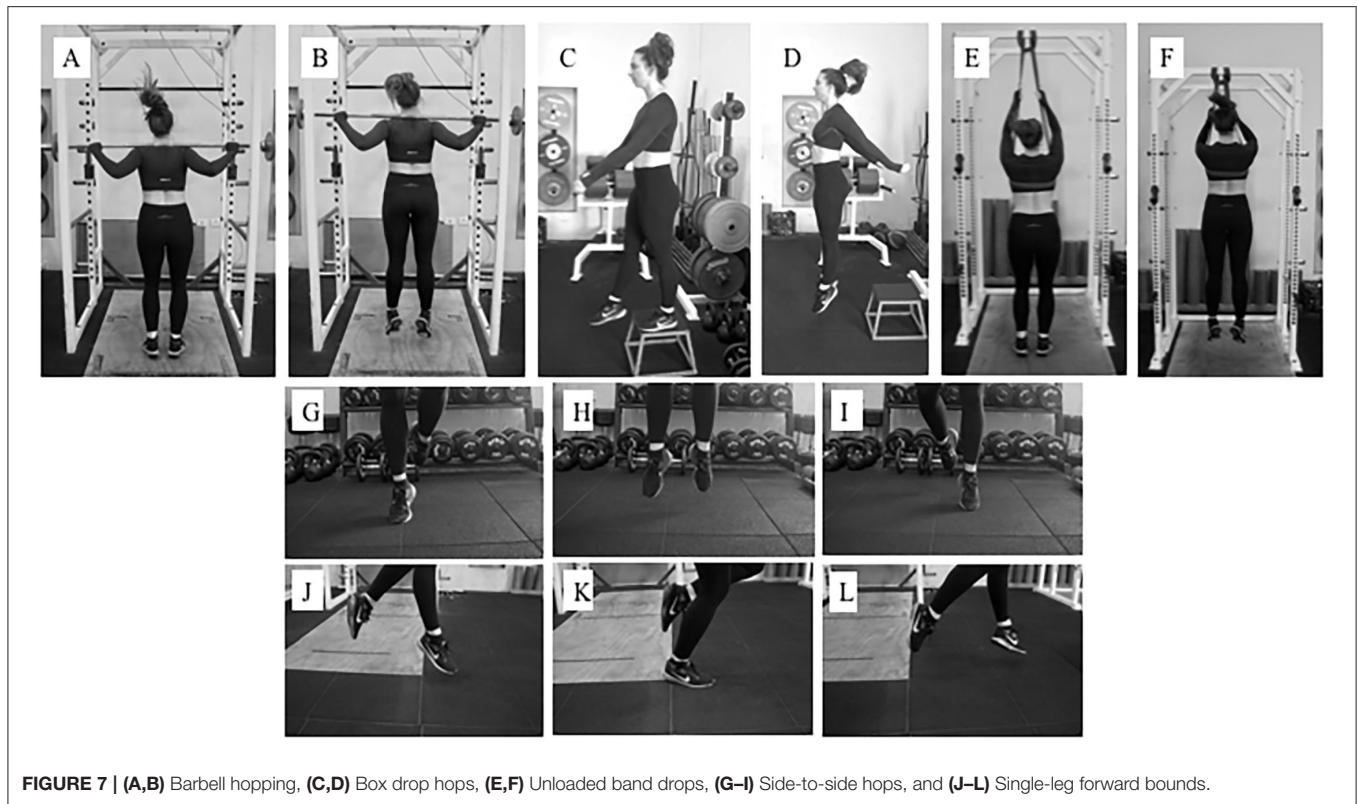 A
B
C
D
E
F
G
H
I
J
K
L
FIGURE 7 | (A,B) Barbell hopping, (C,D) Box drop hops, (E,F) Unloaded band drops, (G–I) Side-to-side hops, and (J–L) Single-leg forward bounds.